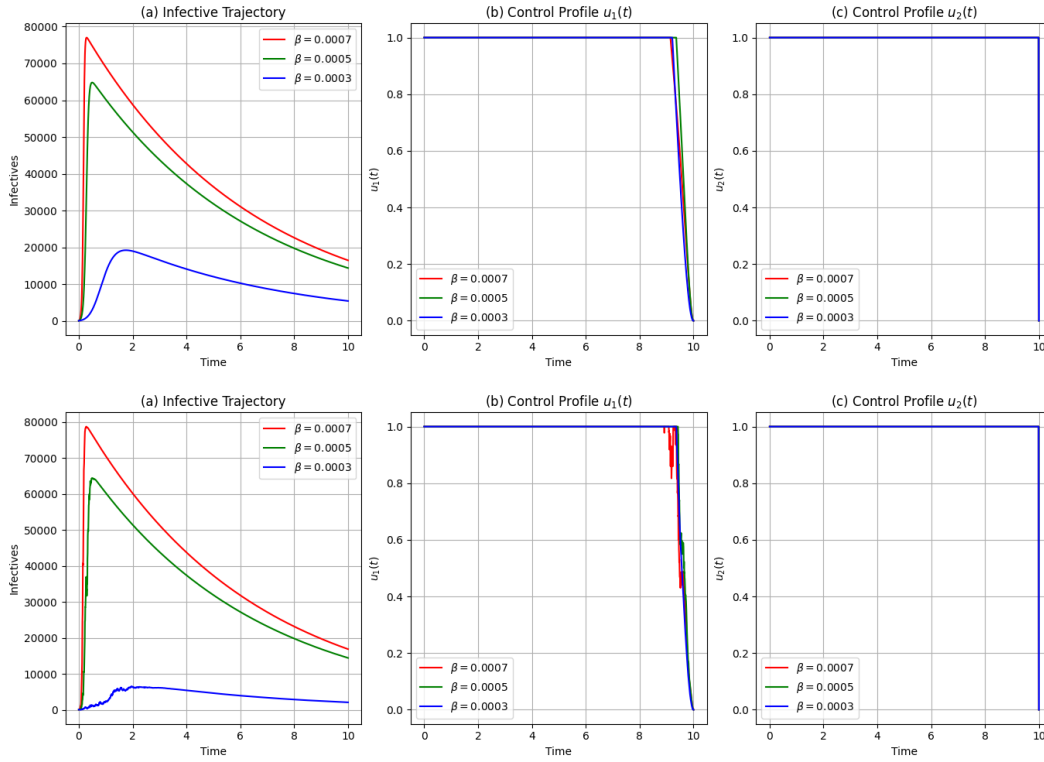 (a) Infective Trajectory
Infectives
80000
70000
60000
50000
40000
30000
20000
10000
0
β = 0.0007
β = 0.0005
β = 0.0003
0 2 4 6 8 10
Time
(b) Control Profile u₁(t)
u₁(t)
1.0
0.8
0.6
0.4
0.2
0.0
β = 0.0007
β = 0.0005
β = 0.0003
0 2 4 6 8 10
Time
(c) Control Profile u₂(t)
u₂(t)
1.0
0.8
0.6
0.4
0.2
0.0
β = 0.0007
β = 0.0005
β = 0.0003
0 2 4 6 8 10
Time
(a) Infective Trajectory
Infectives
80000
70000
60000
50000
40000
30000
20000
10000
0
β = 0.0007
β = 0.0005
β = 0.0003
0 2 4 6 8 10
Time
(b) Control Profile u₁(t)
u₁(t)
1.0
0.8
0.6
0.4
0.2
0.0
β = 0.0007
β = 0.0005
β = 0.0003
0 2 4 6 8 10
Time
(c) Control Profile u₂(t)
u₂(t)
1.0
0.8
0.6
0.4
0.2
0.0
β = 0.0007
β = 0.0005
β = 0.0003
0 2 4 6 8 10
Time